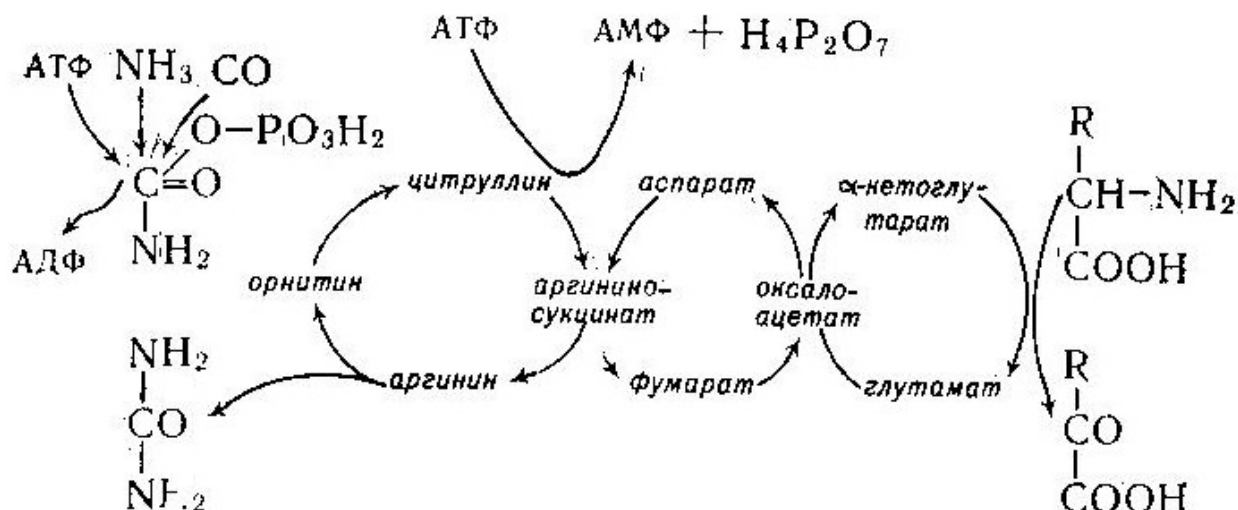 АТФ
АМФ + H₄P₂O₇
АТФ NH₃ CO
O—PO₃H₂
C=O
NH₂
АДФ
цитруллин
аспарат
α-кетоглу-
тарат
R
CH—NH₂
COOH
орнитин
аргинино-
сукцинат
оксало-
ацетат
NH₂
CO
NH₂
аргинин
фумарат
глутамат
R
CO
COOH